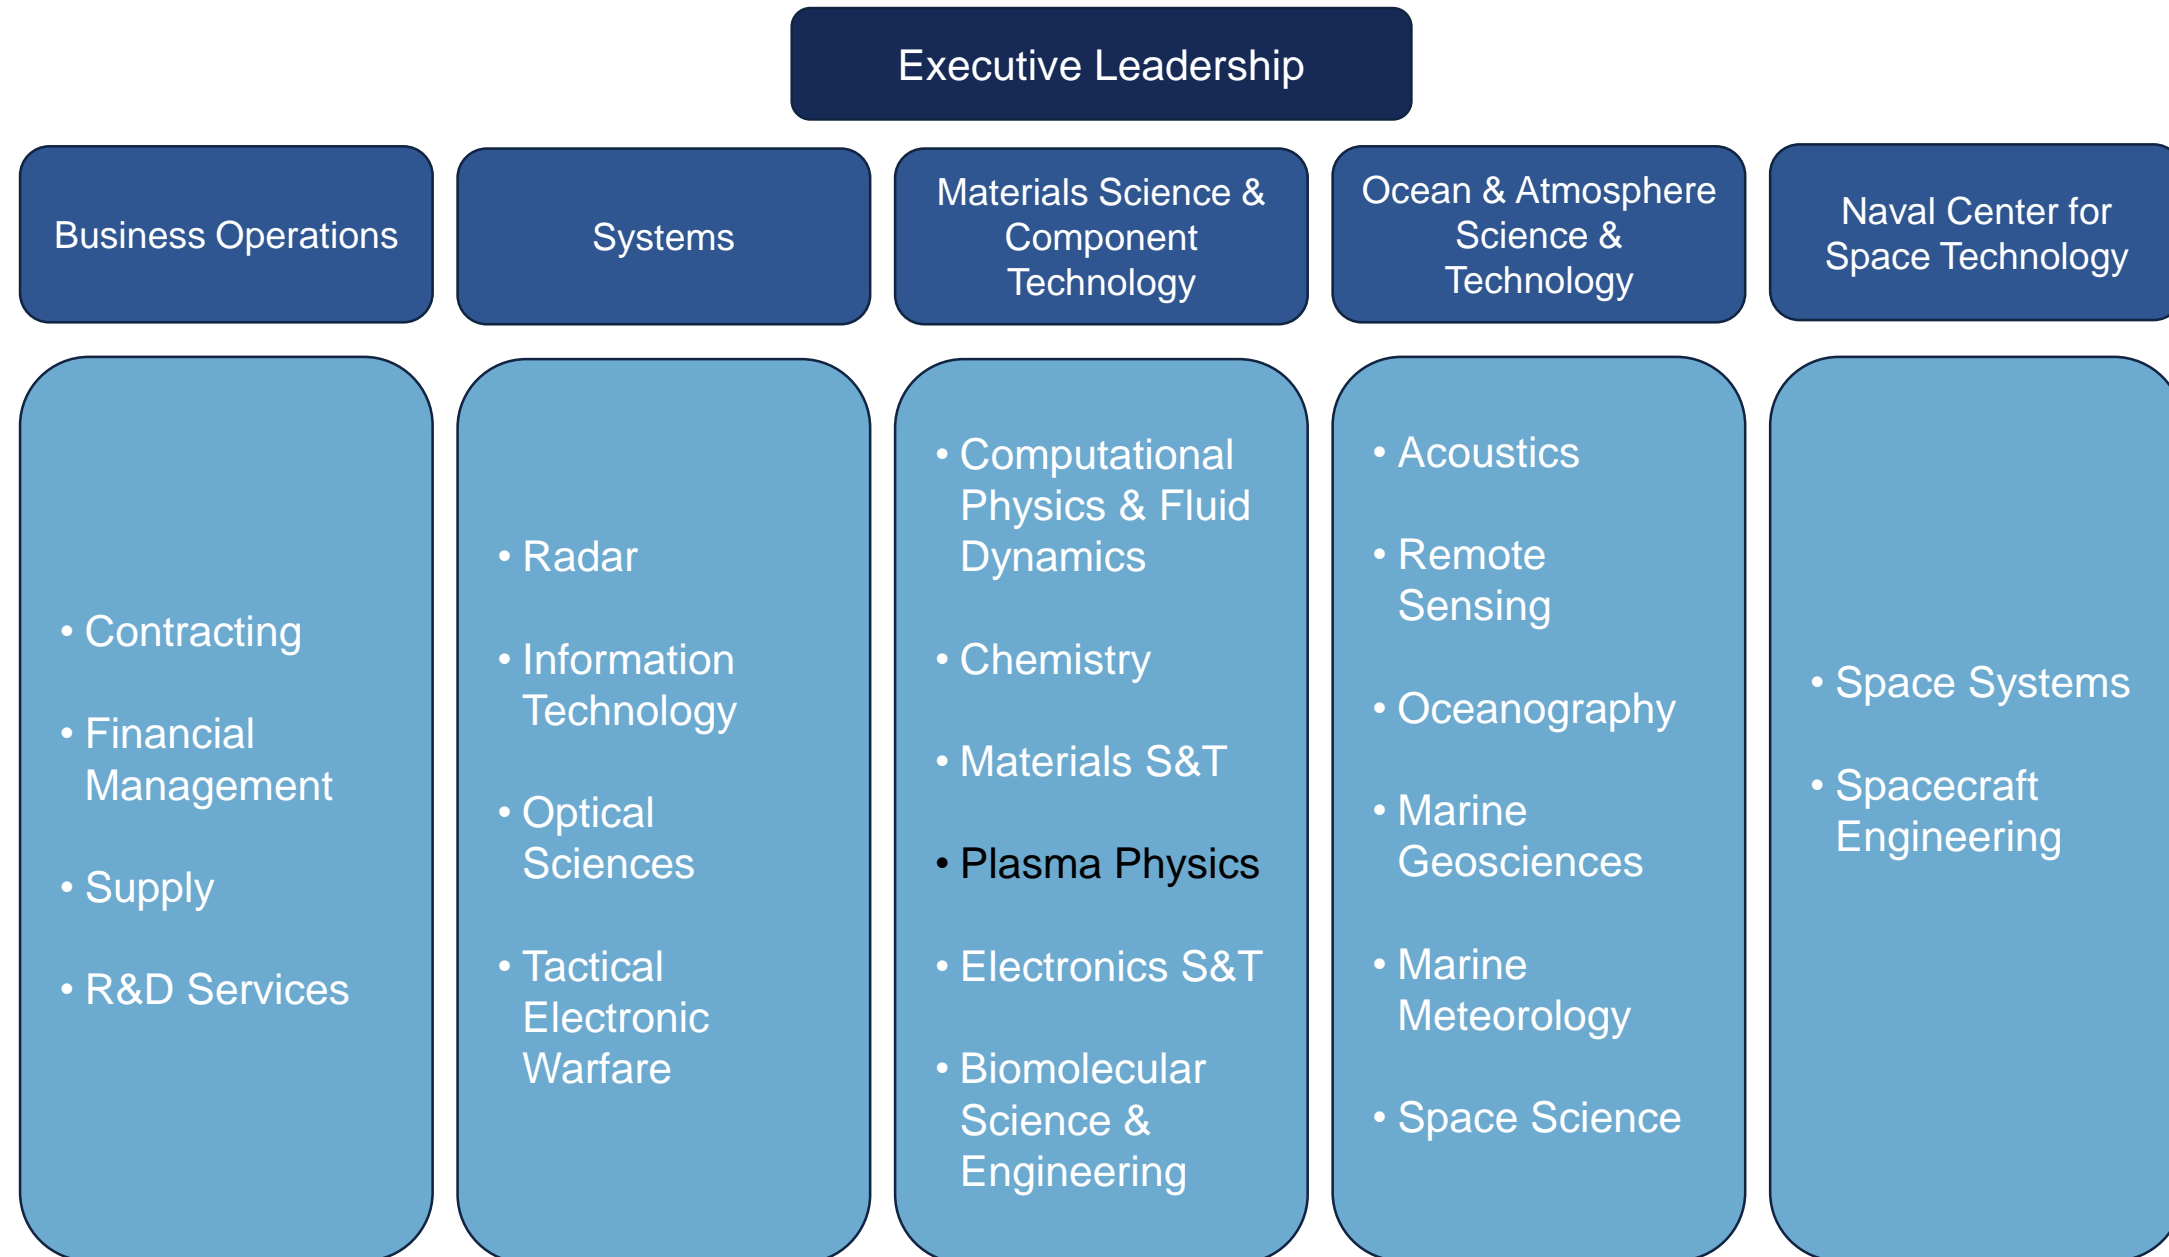 Executive Leadership
Business Operations
Systems
Materials Science &
Component
Technology
Ocean & Atmosphere
Science &
Technology
Naval Center for
Space Technology
• Contracting
• Financial
Management
• Supply
• R&D Services
• Radar
• Information
Technology
• Optical
Sciences
• Tactical
Electronic
Warfare
• Computational
Physics & Fluid
Dynamics
• Chemistry
• Materials S&T
• Plasma Physics
• Electronics S&T
• Biomolecular
Science &
Engineering
• Acoustics
• Remote
Sensing
• Oceanography
• Marine
Geosciences
• Marine
Meteorology
• Space Science
• Space Systems
• Spacecraft
Engineering